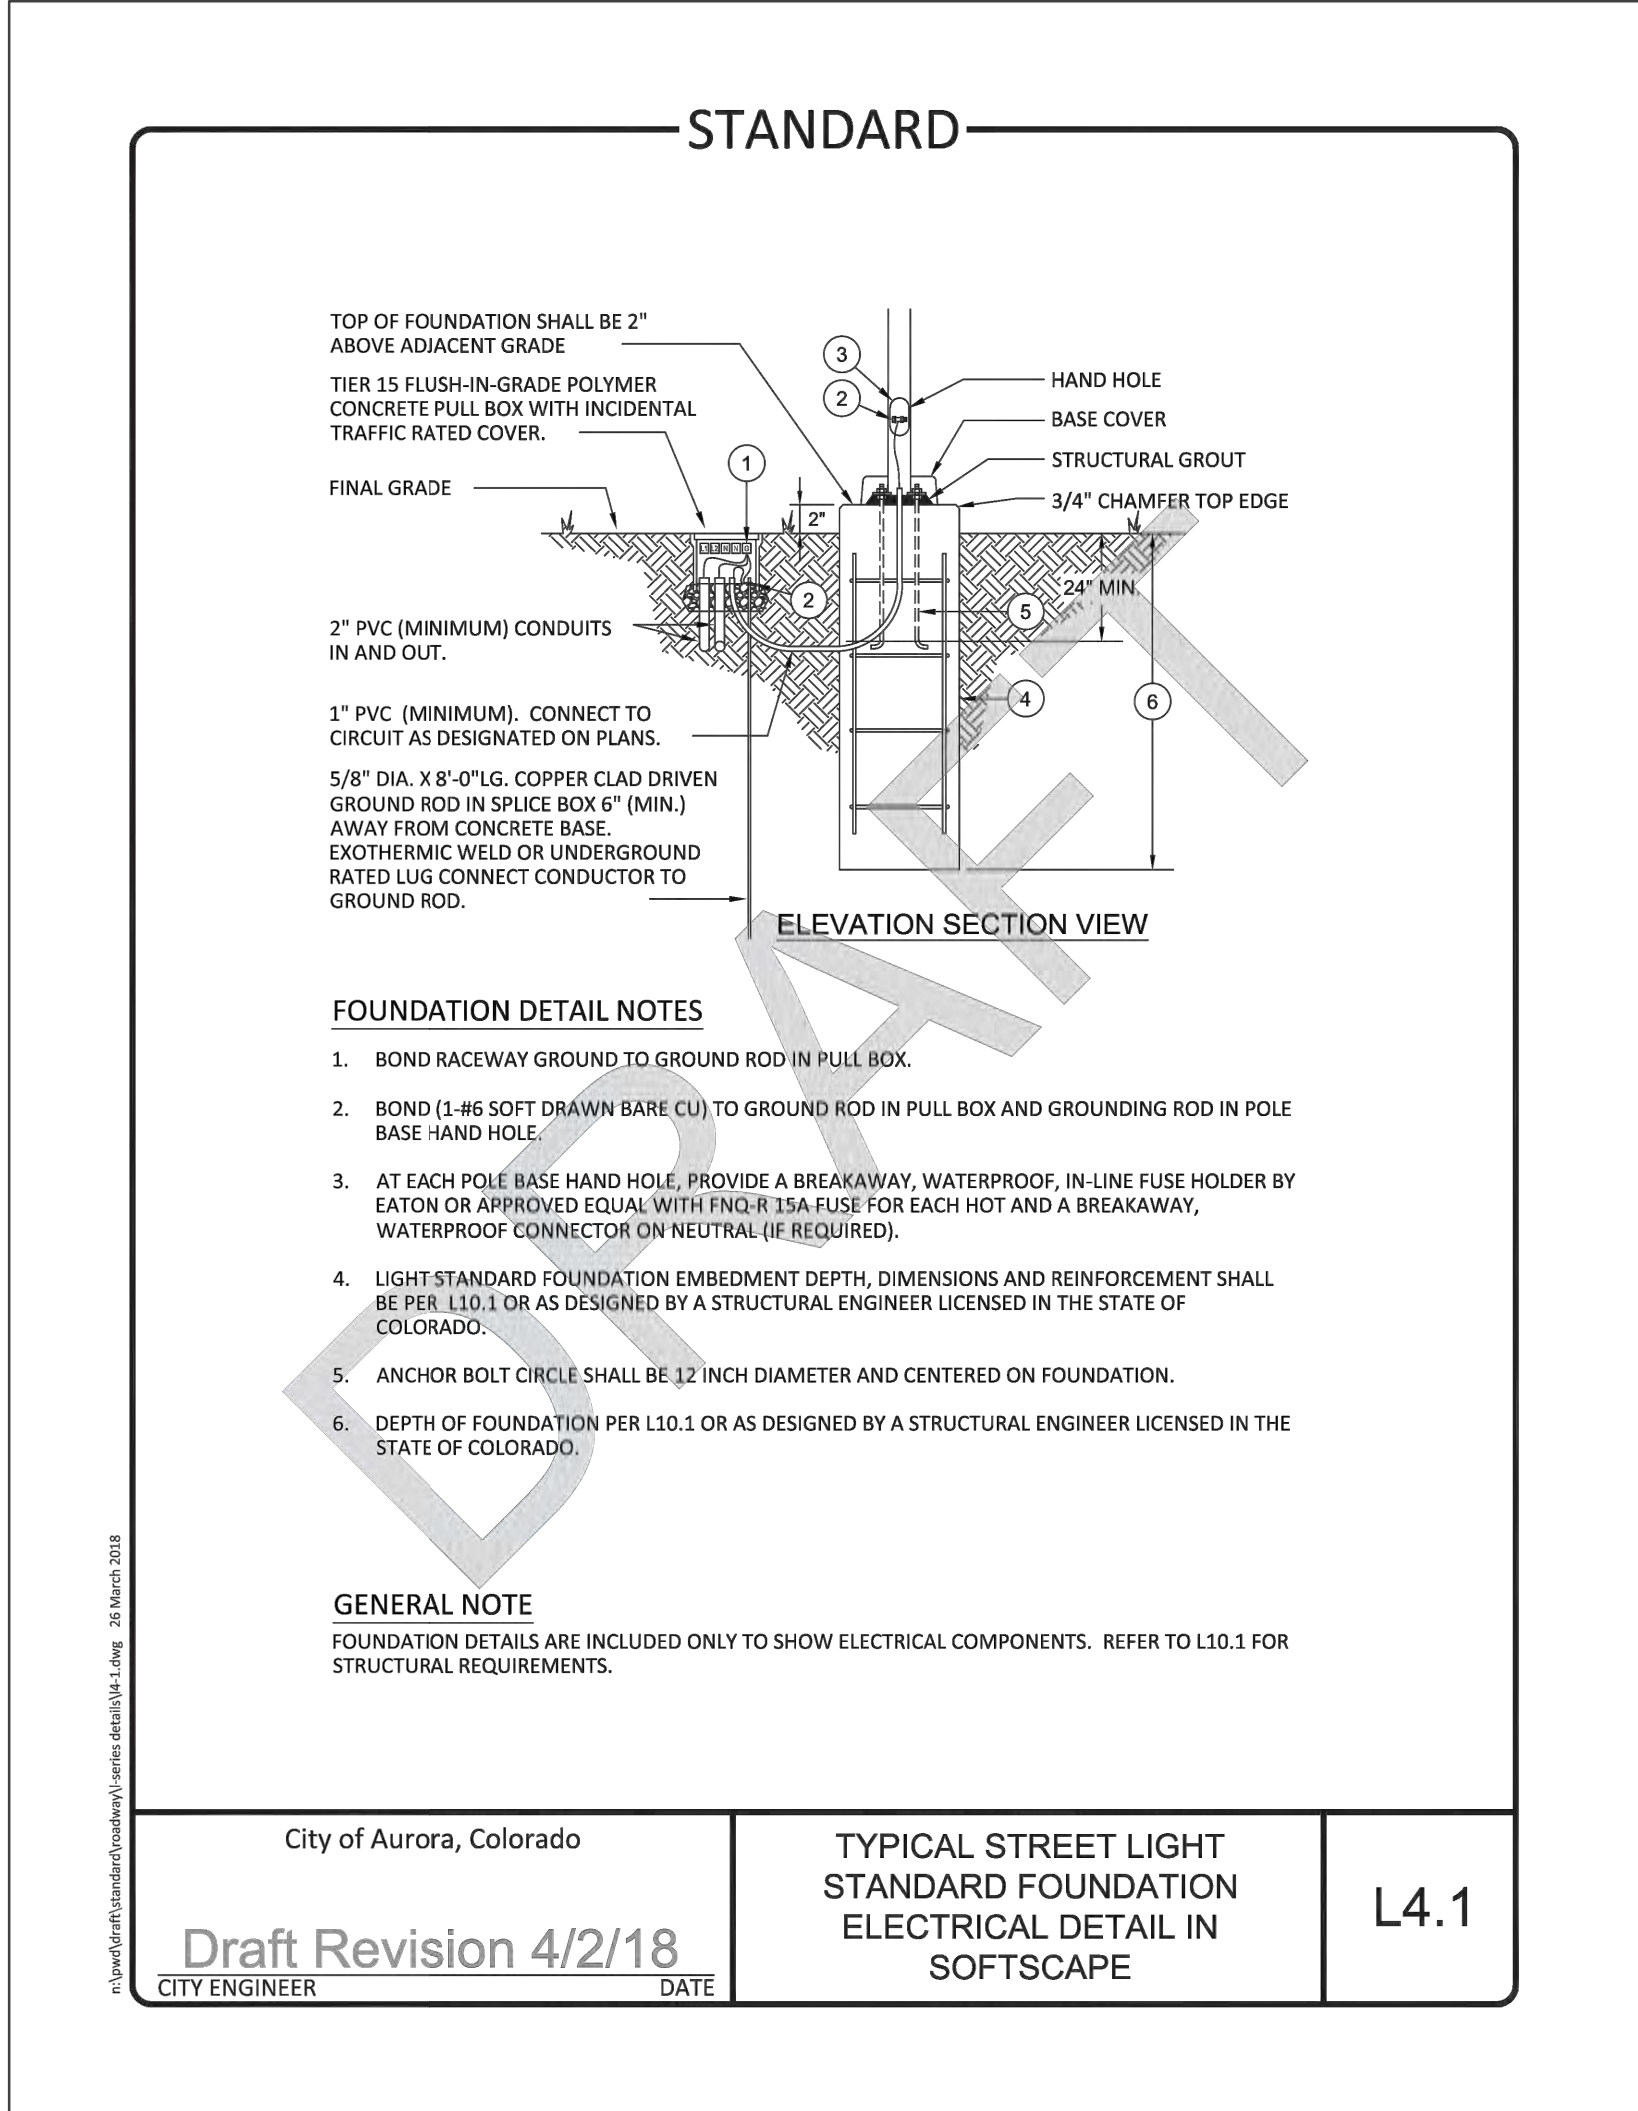 STANDARD
TOP OF FOUNDATION SHALL BE 2"
ABOVE ADJACENT GRADE
TIER 15 FLUSH-IN-GRADE POLYMER
CONCRETE PULL BOX WITH INCIDENTAL
TRAFFIC RATED COVER.
FINAL GRADE
3
2
1
HAND HOLE
BASE COVER
STRUCTURAL GROUT
3/4" CHAMFER TOP EDGE
2"
L1 L2 N N G
24" MIN.
2
5
2" PVC (MINIMUM) CONDUITS
IN AND OUT.
4
6
1" PVC (MINIMUM). CONNECT TO
CIRCUIT AS DESIGNATED ON PLANS.
5/8" DIA. X 8'-0"LG. COPPER CLAD DRIVEN
GROUND ROD IN SPLICE BOX 6" (MIN.)
AWAY FROM CONCRETE BASE.
EXOTHERMIC WELD OR UNDERGROUND
RATED LUG CONNECT CONDUCTOR TO
GROUND ROD.
ELEVATION SECTION VIEW
DRAFT
FOUNDATION DETAIL NOTES
1. BOND RACEWAY GROUND TO GROUND ROD IN PULL BOX.
2. BOND (1-#6 SOFT DRAWN BARE CU) TO GROUND ROD IN PULL BOX AND GROUNDING ROD IN POLE
BASE HAND HOLE.
3. AT EACH POLE BASE HAND HOLE, PROVIDE A BREAKAWAY, WATERPROOF, IN-LINE FUSE HOLDER BY
EATON OR APPROVED EQUAL WITH FNQ-R 15A FUSE FOR EACH HOT AND A BREAKAWAY,
WATERPROOF CONNECTOR ON NEUTRAL (IF REQUIRED).
4. LIGHT STANDARD FOUNDATION EMBEDMENT DEPTH, DIMENSIONS AND REINFORCEMENT SHALL
BE PER L10.1 OR AS DESIGNED BY A STRUCTURAL ENGINEER LICENSED IN THE STATE OF
COLORADO.
5. ANCHOR BOLT CIRCLE SHALL BE 12 INCH DIAMETER AND CENTERED ON FOUNDATION.
6. DEPTH OF FOUNDATION PER L10.1 OR AS DESIGNED BY A STRUCTURAL ENGINEER LICENSED IN THE
STATE OF COLORADO.
GENERAL NOTE
FOUNDATION DETAILS ARE INCLUDED ONLY TO SHOW ELECTRICAL COMPONENTS. REFER TO L10.1 FOR
STRUCTURAL REQUIREMENTS.
n:\pwd\draft\standard\roadway\l-series details\l4-1.dwg 26 March 2018
City of Aurora, Colorado
Draft Revision 4/2/18
CITY ENGINEER DATE
TYPICAL STREET LIGHT
STANDARD FOUNDATION
ELECTRICAL DETAIL IN
SOFTSCAPE
L4.1